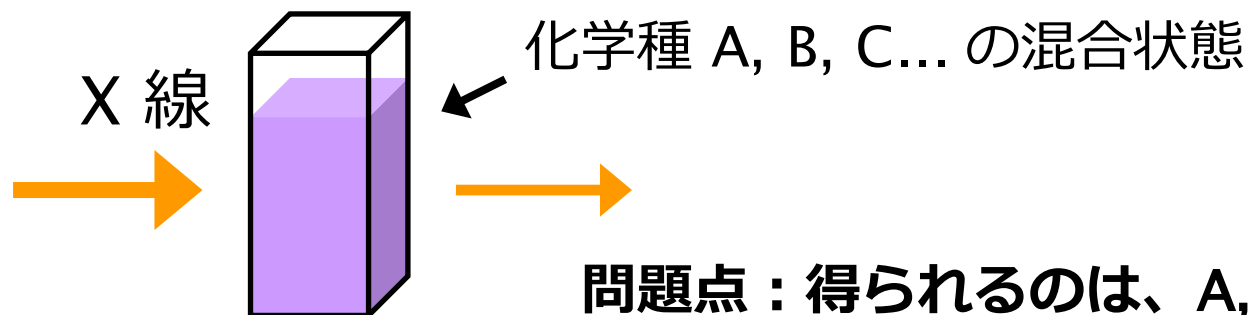 化学種 A, B, C... の混合状態
X 線
問題点：得られるのは、A,